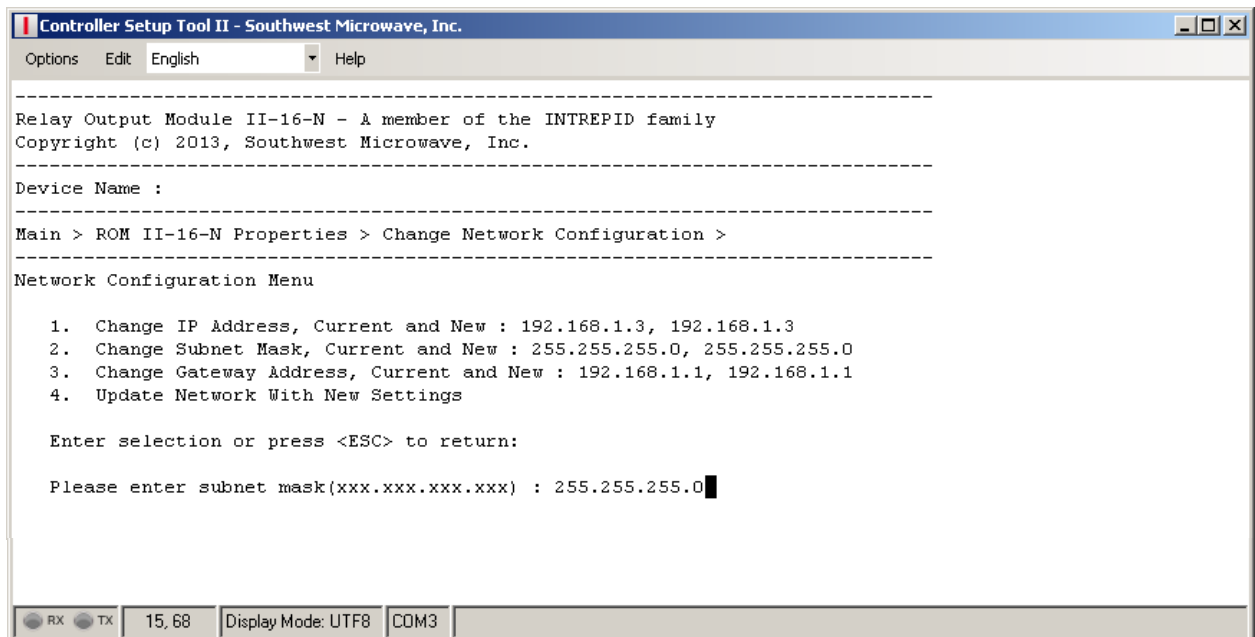 Controller Setup Tool II - Southwest Microwave, Inc.
Options Edit English Help
--------------------------------------------------------------------------------
Relay Output Module II-16-N - A member of the INTREPID family
Copyright (c) 2013, Southwest Microwave, Inc.
--------------------------------------------------------------------------------
Device Name :
--------------------------------------------------------------------------------
Main > ROM II-16-N Properties > Change Network Configuration >
--------------------------------------------------------------------------------
Network Configuration Menu
1. Change IP Address, Current and New : 192.168.1.3, 192.168.1.3
2. Change Subnet Mask, Current and New : 255.255.255.0, 255.255.255.0
3. Change Gateway Address, Current and New : 192.168.1.1, 192.168.1.1
4. Update Network With New Settings
Enter selection or press <ESC> to return:
Please enter subnet mask(xxx.xxx.xxx.xxx) : 255.255.255.0
RX TX 15, 68 Display Mode: UTF8 COM3